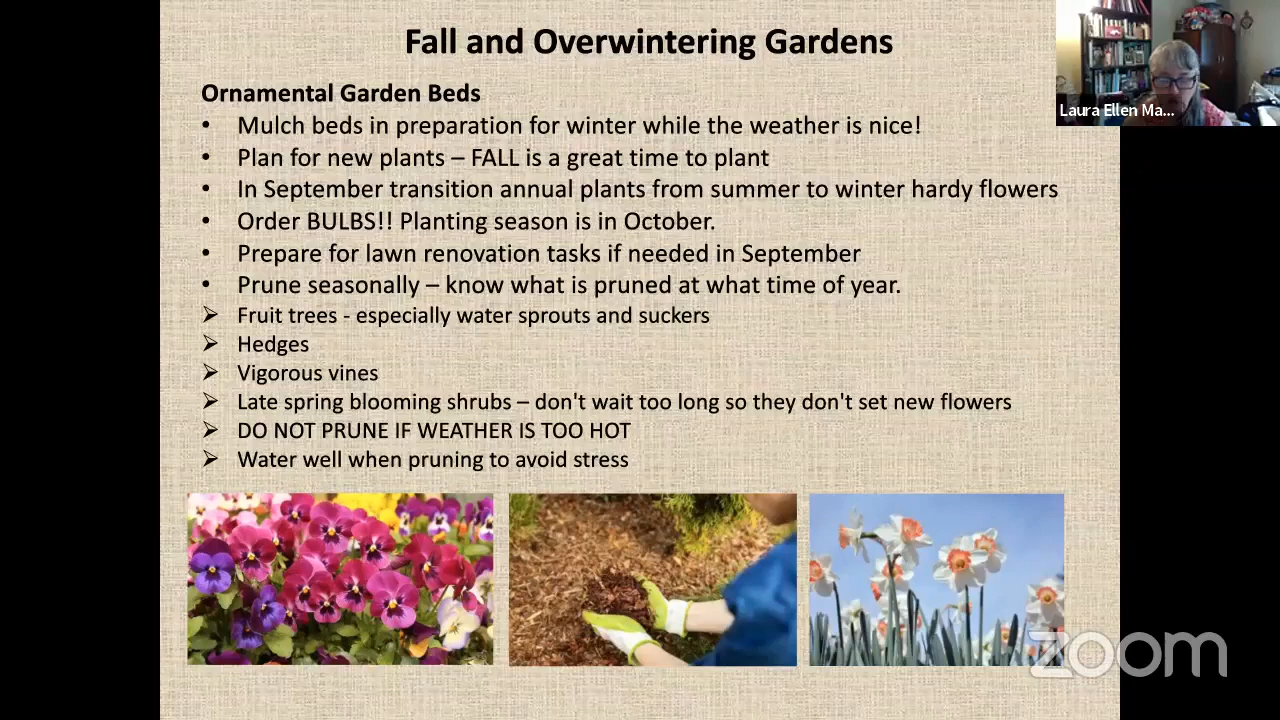 Fall and Overwintering Gardens
Laura Ellen Ma...
Ornamental Garden Beds
• Mulch beds in preparation for winter while the weather is nice!
• Plan for new plants – FALL is a great time to plant
• In September transition annual plants from summer to winter hardy flowers
• Order BULBS!! Planting season is in October.
• Prepare for lawn renovation tasks if needed in September
• Prune seasonally – know what is pruned at what time of year.
➢ Fruit trees - especially water sprouts and suckers
➢ Hedges
➢ Vigorous vines
➢ Late spring blooming shrubs – don't wait too long so they don't set new flowers
➢ DO NOT PRUNE IF WEATHER IS TOO HOT
➢ Water well when pruning to avoid stress
zoom